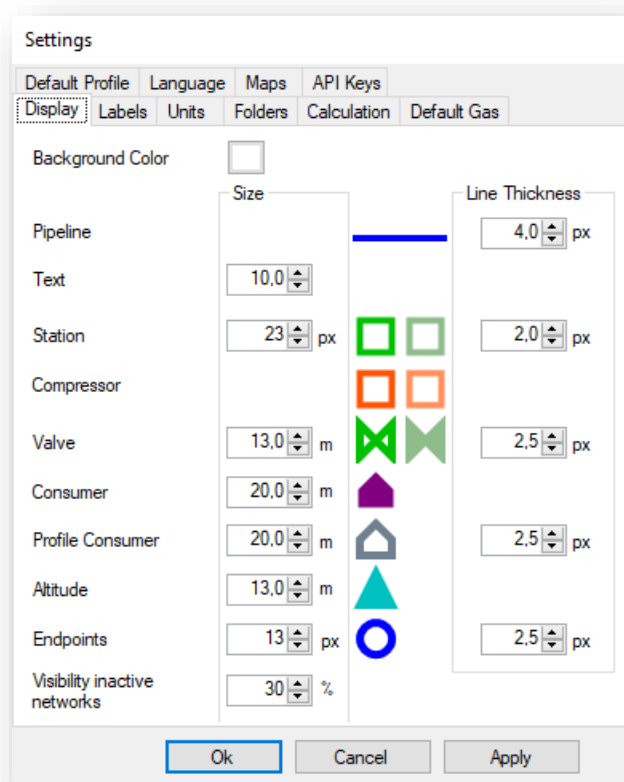 Settings
Default Profile Language Maps API Keys
Display Labels Units Folders Calculation Default Gas
Background Color
Size Line Thickness
Pipeline 4,0 px
Text 10,0
Station 23 px 2,0 px
Compressor
Valve 13,0 m 2,5 px
Consumer 20,0 m
Profile Consumer 20,0 m 2,5 px
Altitude 13,0 m
Endpoints 13 px 2,5 px
Visibility inactive
networks 30 %
Ok Cancel Apply